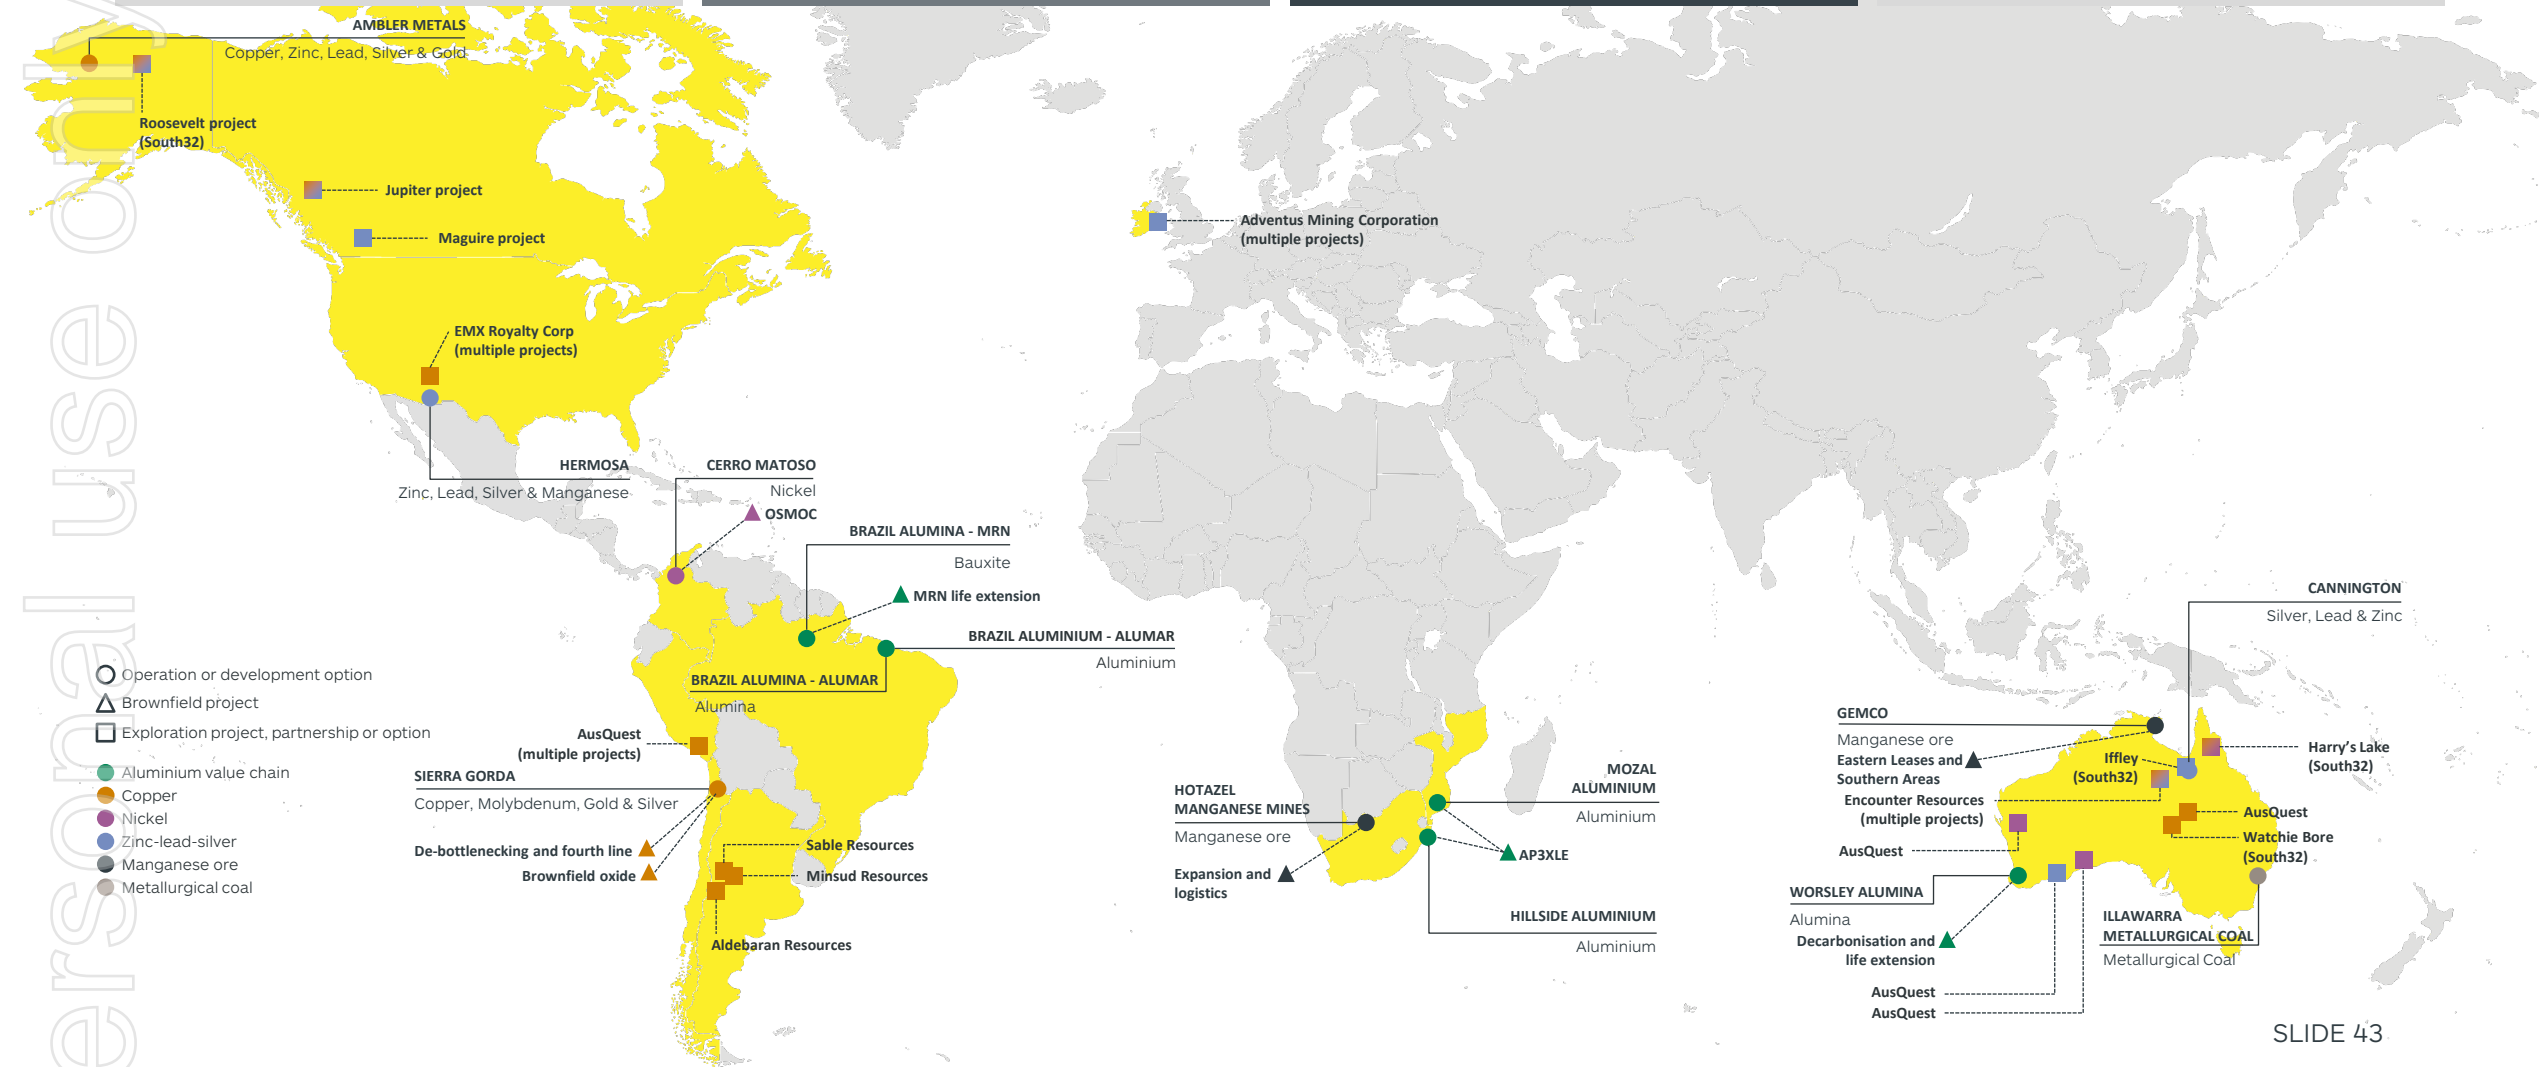 AMBLER METALS
Copper, Zinc, Lead, Silver & Gold
Roosevelt project
(South32)
Jupiter project
Maguire project
EMX Royalty Corp
(multiple projects)
HERMOSA
Zinc, Lead, Silver & Manganese
CERRO MATOSO
Nickel
OSMOC
BRAZIL ALUMINA - MRN
Bauxite
MRN life extension
BRAZIL ALUMINIUM - ALUMAR
Aluminium
BRAZIL ALUMINA - ALUMAR
Alumina
AusQuest
(multiple projects)
SIERRA GORDA
Copper, Molybdenum, Gold & Silver
De-bottlenecking and fourth line
Brownfield oxide
Sable Resources
Minsud Resources
Aldebaran Resources
Operation or development option
Brownfield project
Exploration project, partnership or option
Aluminium value chain
Copper
Nickel
Zinc-lead-silver
Manganese ore
Metallurgical coal
Adventus Mining Corporation
(multiple projects)
HOTAZEL
MANGANESE MINES
Manganese ore
Expansion and
logistics
MOZAL
ALUMINIUM
Aluminium
AP3XLE
HILLSIDE ALUMINIUM
Aluminium
CANNINGTON
Silver, Lead & Zinc
GEMCO
Manganese ore
Eastern Leases and
Southern Areas
Iffley
(South32)
Harry's Lake
(South32)
Encounter Resources
(multiple projects)
AusQuest
Watchie Bore
(South32)
AusQuest
WORSLEY ALUMINA
Alumina
Decarbonisation and
life extension
ILLAWARRA
METALLURGICAL COAL
Metallurgical Coal
AusQuest
AusQuest
SLIDE 43
ersonal use only